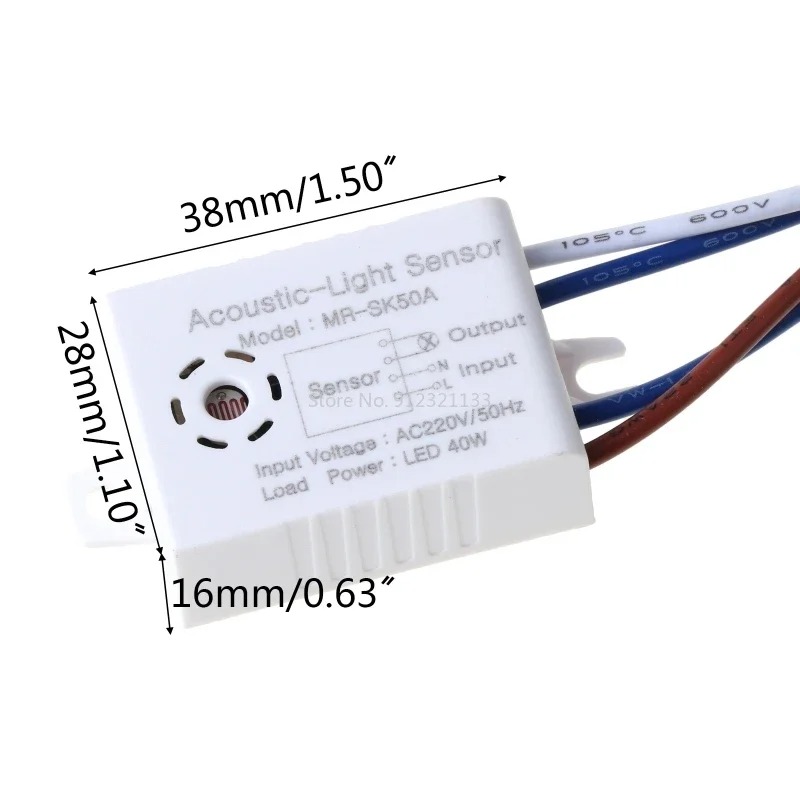 38mm/1.50″
28mm/1.10″
16mm/0.63″
Acoustic-Light Sensor
Model : MR-SK50A
Output
Sensor
N Input
L
Store No. 912321133
Input Voltage : AC220V/50Hz
Load Power : LED 40W
105°C 600V
105°C 600V